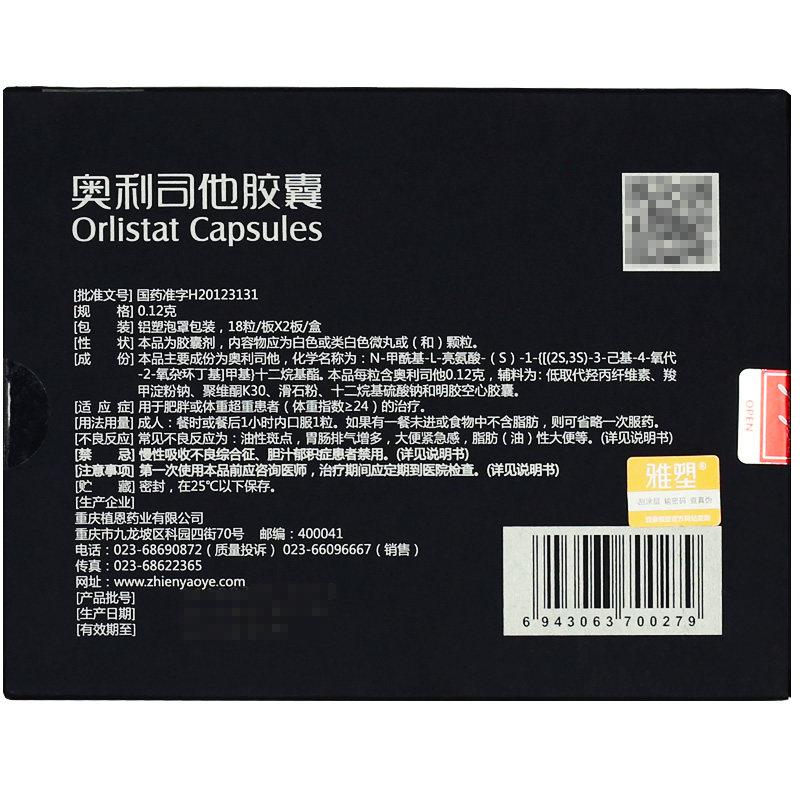 奥利司他胶囊
Orlistat Capsules
[批准文号] 国药准字H20123131
[规 格] 0.12克
[包 装] 铝塑泡罩包装，18粒/板X2板/盒
[性 状] 本品为胶囊剂，内容物应为白色或类白色微丸或（和）颗粒。
[成 份] 本品主要成份为奥利司他，化学名称为：N-甲酰基-L-亮氨酸-（S）-1-{[(2S,3S)-3-己基-4-氧代
-2-氧杂环丁基]甲基}十二烷基酯。本品每粒含奥利司他0.12克，辅料为：低取代羟丙纤维素、羧
甲淀粉钠、聚维酮K30、滑石粉、十二烷基硫酸钠和明胶空心胶囊。
[适 应 症] 用于肥胖或体重超重患者（体重指数≥24）的治疗。
[用法用量] 成人：餐时或餐后1小时内口服1粒。如果有一餐未进或食物中不含脂肪，则可省略一次服药。
[不良反应] 常见不良反应为：油性斑点，胃肠排气增多，大便紧急感，脂肪（油）性大便等。(详见说明书)
[禁 忌] 慢性吸收不良综合征、胆汁郁积症患者禁用。(详见说明书)
[注意事项] 第一次使用本品前应咨询医师，治疗期间应定期到医院检查。(详见说明书)
[贮 藏] 密封，在25℃以下保存。
[生产企业]
重庆植恩药业有限公司
重庆市九龙坡区科园四街70号 邮编：400041
电话：023-68690872（质量投诉） 023-66096667（销售）
传真：023-68622365
网址：www.zhienyaoye.com
[产品批号]
[生产日期]
[有效期至]
OPEN
雅塑®
刮涂层 输密码 查真伪
6 943063 700279